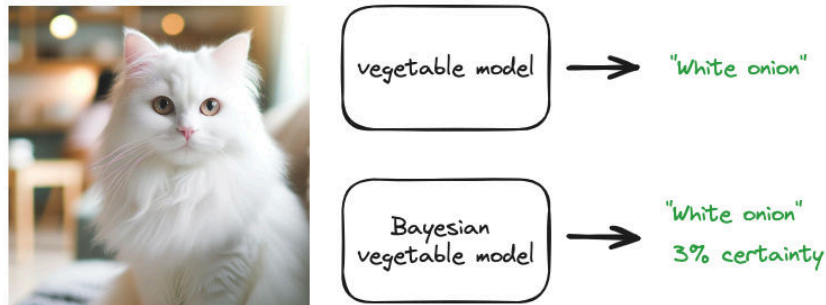 vegetable model
"White onion"
Bayesian
vegetable model
"White onion"
3% certainty